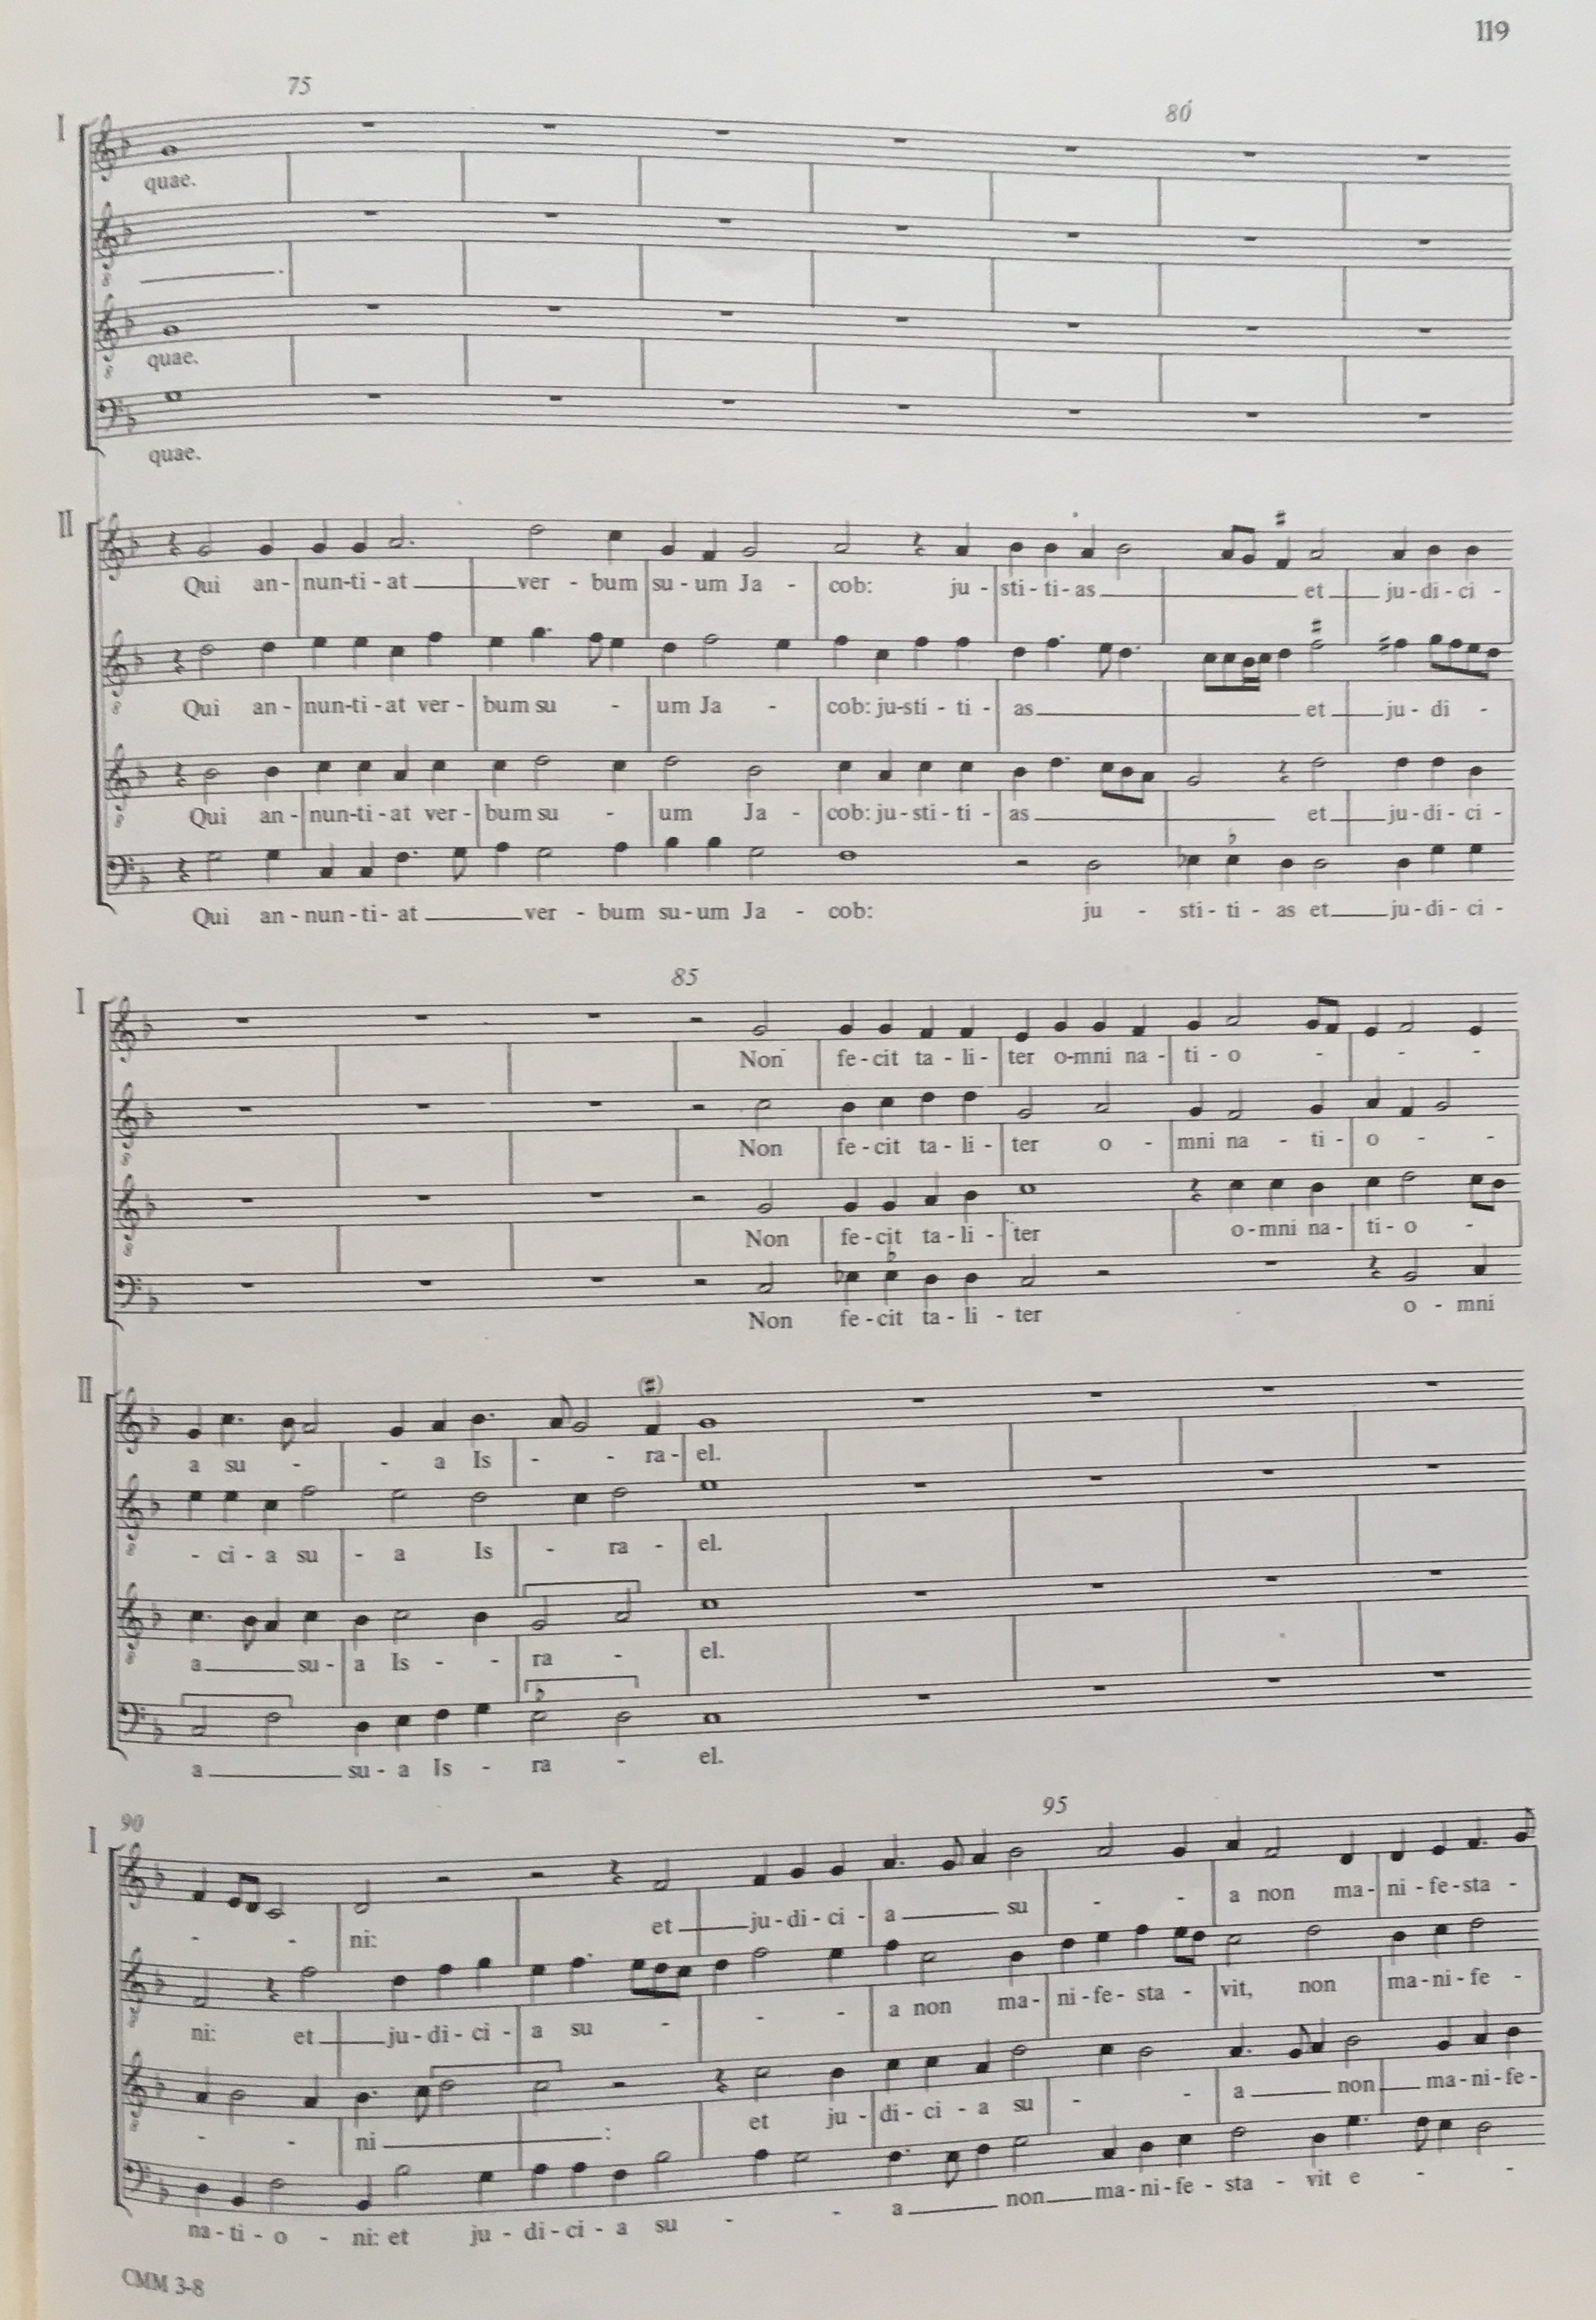 119
75
80
I
quae.
quae.
quae.
II
Qui an- nun-ti-at ver - bum su-um Ja - cob: ju - sti-ti-as et ju-di-ci -
Qui an- nun-ti-at ver- bum su - um Ja - cob: ju-sti - ti - as et ju - di -
Qui an- nun-ti-at ver- bum su - um Ja - cob: ju-sti-ti - as et ju-di-ci -
Qui an-nun-ti-at ver - bum su-um Ja - cob: ju - sti-ti - as et ju-di-ci -
85
I
Non fe-cit ta-li- ter o-mni na - ti - o - - -
Non fe-cit ta-li- ter o - mni na - ti - o - -
Non fe-cit ta-li - ter o-mni na- ti - o -
Non fe-cit ta-li - ter o - mni
II
a su - - a Is - - ra- el.
- ci - a su - a Is - ra - el.
a su - a Is - - ra - el.
a su - a Is - ra - el.
90
95
I
- - ni: et ju-di-ci - a su - - a non ma- ni-fe-sta -
ni: et ju-di-ci - a su - - - a non ma- ni-fe- sta - vit, non ma-ni-fe -
- - ni : et ju - di - ci - a su - - a non ma-ni-fe-
na-ti - o - ni: et ju - di-ci - a su - - a non ma-ni-fe - sta - vit e - -
CMM 3-8